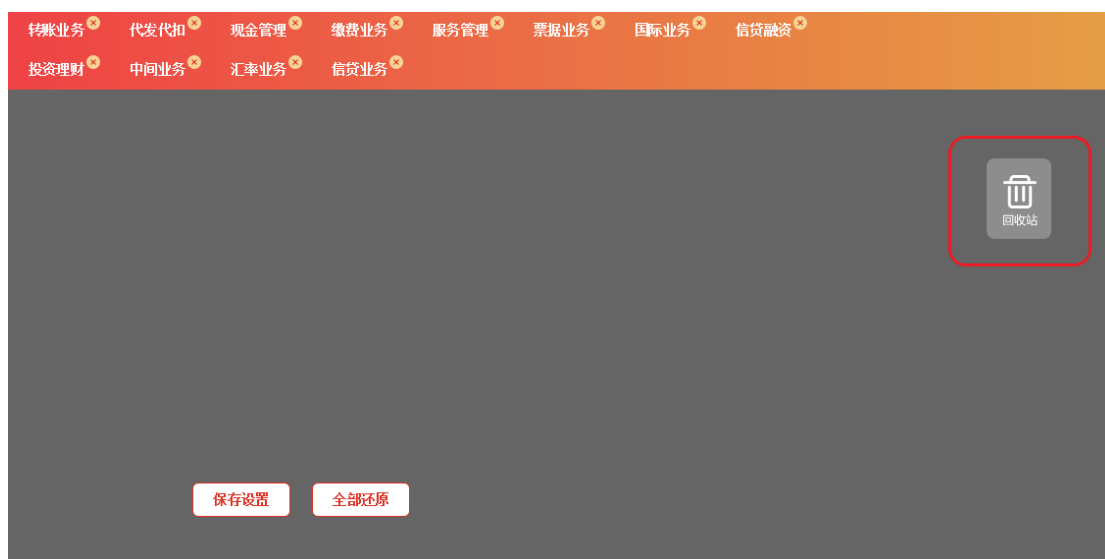 转账业务 代发代扣 现金管理 缴费业务 服务管理 票据业务 国际业务 信贷融资
投资理财 中间业务 汇率业务 信贷业务
回收站
保存设置 全部还原